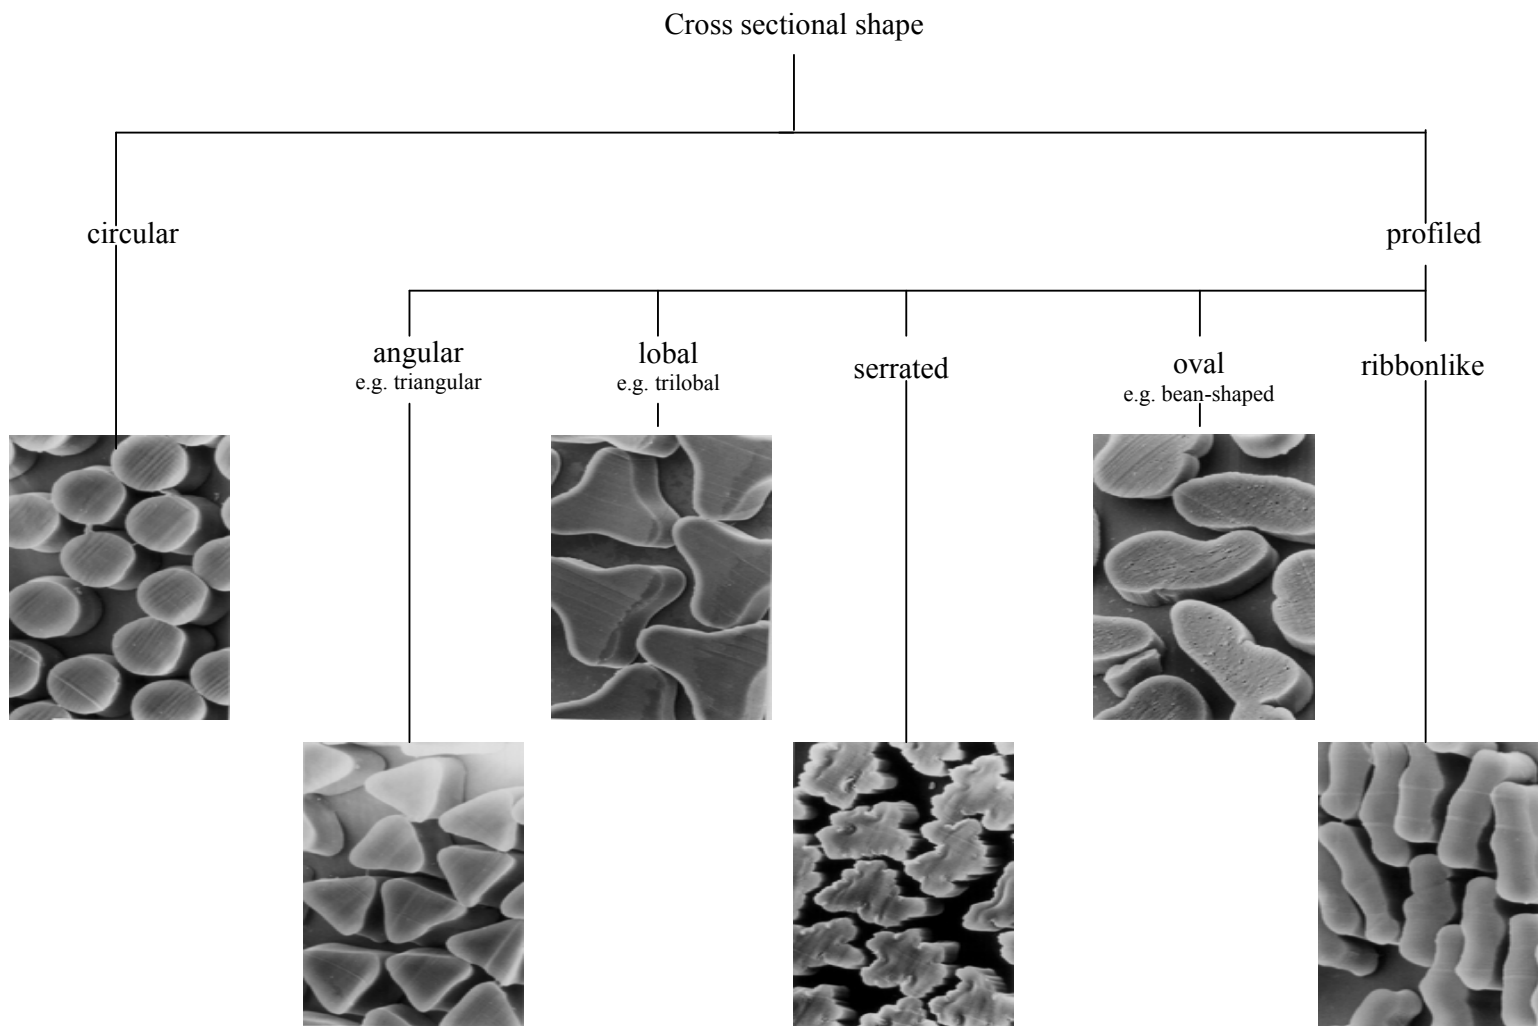 Cross sectional shape
circular
profiled
angular
e.g. triangular
lobal
e.g. trilobal
serrated
oval
e.g. bean-shaped
ribbonlike